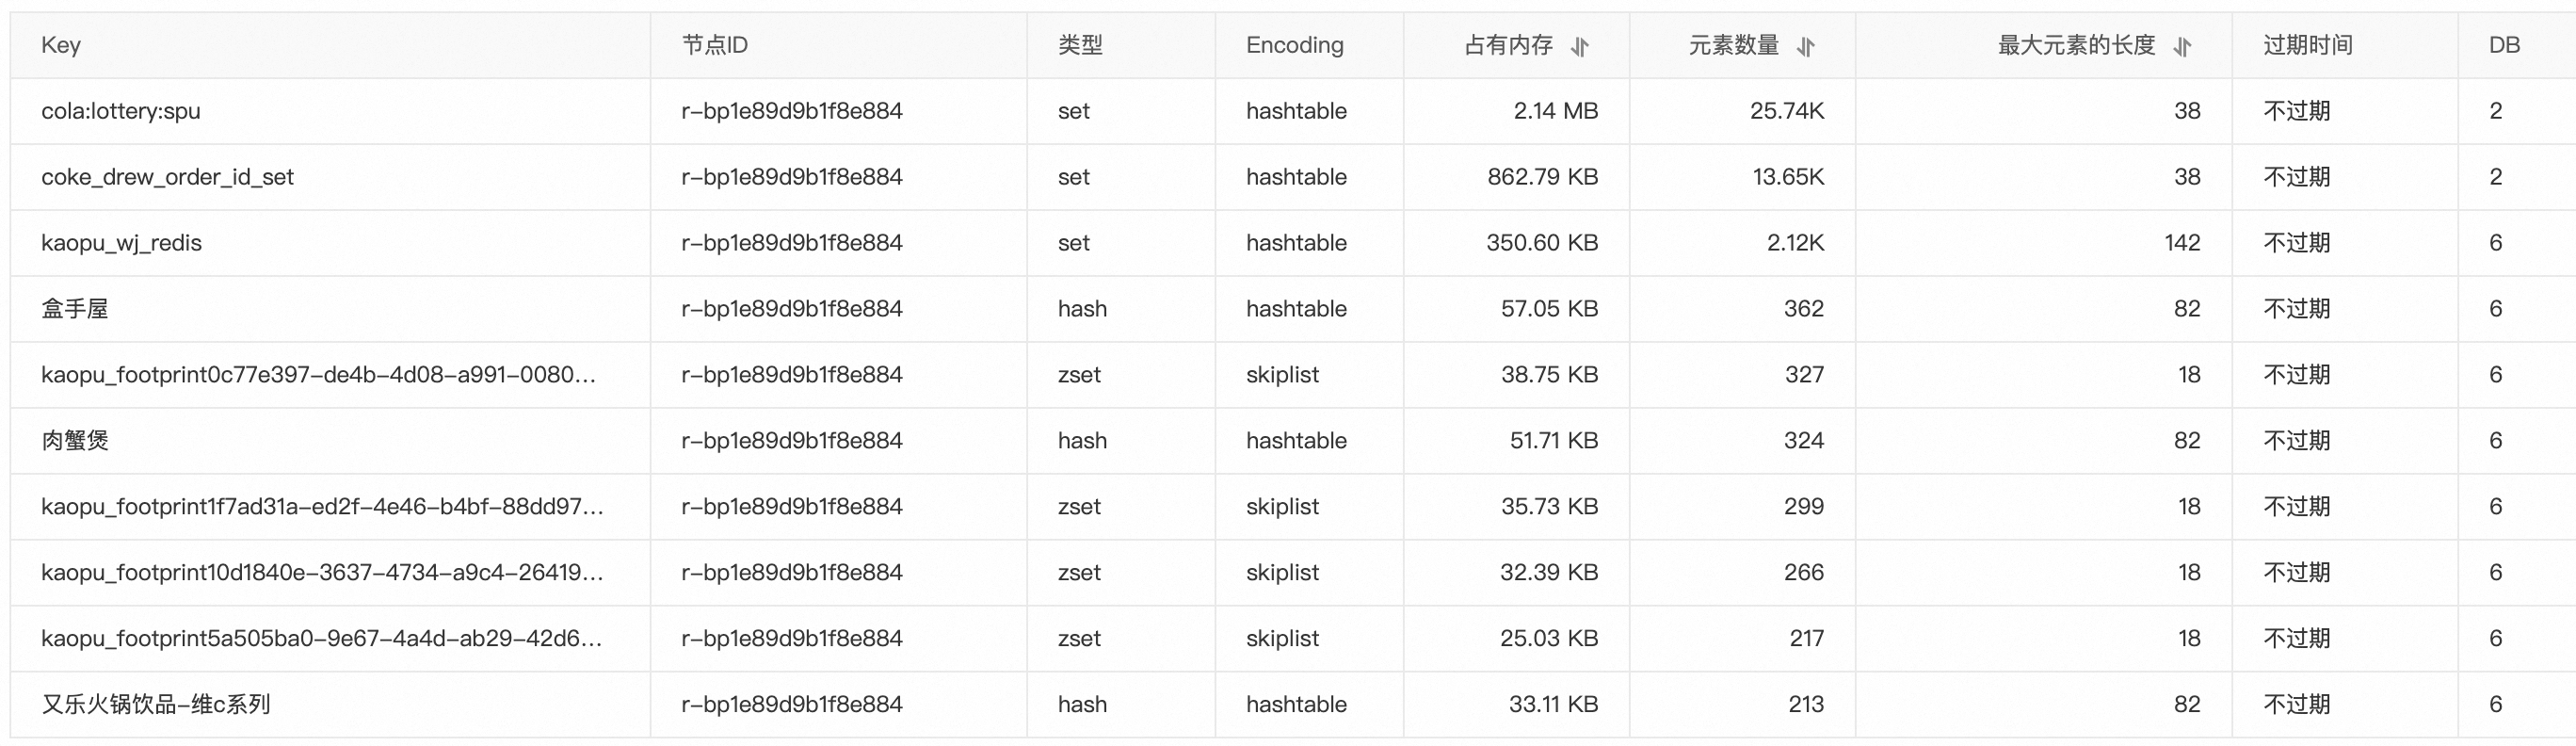 Key 节点ID 类型 Encoding 占有内存 元素数量 最大元素的长度 过期时间 DB
cola:lottery:spu r-bp1e89d9b1f8e884 set hashtable 2.14 MB 25.74K 38 不过期 2
coke_drew_order_id_set r-bp1e89d9b1f8e884 set hashtable 862.79 KB 13.65K 38 不过期 2
kaopu_wj_redis r-bp1e89d9b1f8e884 set hashtable 350.60 KB 2.12K 142 不过期 6
盒手屋 r-bp1e89d9b1f8e884 hash hashtable 57.05 KB 362 82 不过期 6
kaopu_footprint0c77e397-de4b-4d08-a991-0080... r-bp1e89d9b1f8e884 zset skiplist 38.75 KB 327 18 不过期 6
肉蟹煲 r-bp1e89d9b1f8e884 hash hashtable 51.71 KB 324 82 不过期 6
kaopu_footprint1f7ad31a-ed2f-4e46-b4bf-88dd97... r-bp1e89d9b1f8e884 zset skiplist 35.73 KB 299 18 不过期 6
kaopu_footprint10d1840e-3637-4734-a9c4-26419... r-bp1e89d9b1f8e884 zset skiplist 32.39 KB 266 18 不过期 6
kaopu_footprint5a505ba0-9e67-4a4d-ab29-42d6... r-bp1e89d9b1f8e884 zset skiplist 25.03 KB 217 18 不过期 6
又乐火锅饮品-维c系列 r-bp1e89d9b1f8e884 hash hashtable 33.11 KB 213 82 不过期 6